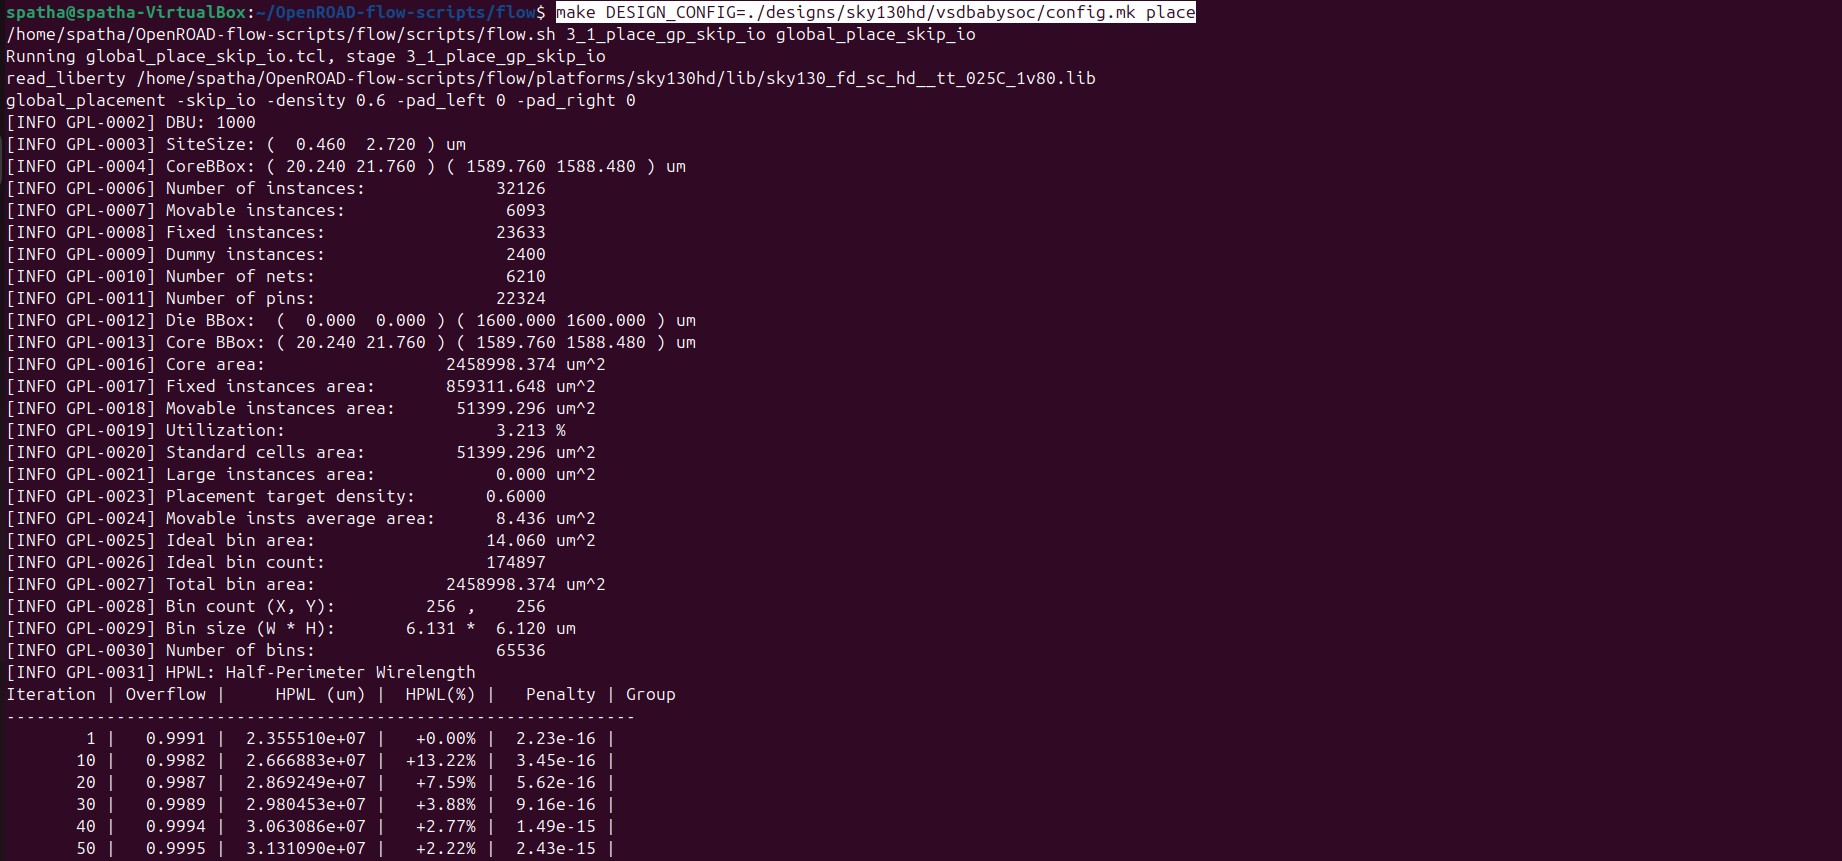 spatha@spatha-VirtualBox:~/OpenROAD-flow-scripts/flow$ make DESIGN_CONFIG=./designs/sky130hd/vsdbabysoc/config.mk place
/home/spatha/OpenROAD-flow-scripts/flow/scripts/flow.sh 3_1_place_gp_skip_io global_place_skip_io
Running global_place_skip_io.tcl, stage 3_1_place_gp_skip_io
read_liberty /home/spatha/OpenROAD-flow-scripts/flow/platforms/sky130hd/lib/sky130_fd_sc_hd__tt_025C_1v80.lib
global_placement -skip_io -density 0.6 -pad_left 0 -pad_right 0
[INFO GPL-0002] DBU: 1000
[INFO GPL-0003] SiteSize: (  0.460  2.720 ) um
[INFO GPL-0004] CoreBBox: ( 20.240 21.760 ) ( 1589.760 1588.480 ) um
[INFO GPL-0006] Number of instances:             32126
[INFO GPL-0007] Movable instances:                6093
[INFO GPL-0008] Fixed instances:                 23633
[INFO GPL-0009] Dummy instances:                  2400
[INFO GPL-0010] Number of nets:                   6210
[INFO GPL-0011] Number of pins:                  22324
[INFO GPL-0012] Die BBox:  (  0.000  0.000 ) ( 1600.000 1600.000 ) um
[INFO GPL-0013] Core BBox: ( 20.240 21.760 ) ( 1589.760 1588.480 ) um
[INFO GPL-0016] Core area:                  2458998.374 um^2
[INFO GPL-0017] Fixed instances area:       859311.648 um^2
[INFO GPL-0018] Movable instances area:      51399.296 um^2
[INFO GPL-0019] Utilization:                     3.213 %
[INFO GPL-0020] Standard cells area:         51399.296 um^2
[INFO GPL-0021] Large instances area:            0.000 um^2
[INFO GPL-0023] Placement target density:       0.6000
[INFO GPL-0024] Movable insts average area:      8.436 um^2
[INFO GPL-0025] Ideal bin area:                 14.060 um^2
[INFO GPL-0026] Ideal bin count:                174897
[INFO GPL-0027] Total bin area:             2458998.374 um^2
[INFO GPL-0028] Bin count (X, Y):         256 ,    256
[INFO GPL-0029] Bin size (W * H):       6.131 *  6.120 um
[INFO GPL-0030] Number of bins:                  65536
[INFO GPL-0031] HPWL: Half-Perimeter Wirelength
Iteration | Overflow |     HPWL (um) |  HPWL(%) |   Penalty | Group
---------------------------------------------------------------
        1 |   0.9991 |  2.355510e+07 |   +0.00% |  2.23e-16 |
       10 |   0.9982 |  2.666883e+07 |  +13.22% |  3.45e-16 |
       20 |   0.9987 |  2.869249e+07 |   +7.59% |  5.62e-16 |
       30 |   0.9989 |  2.980453e+07 |   +3.88% |  9.16e-16 |
       40 |   0.9994 |  3.063086e+07 |   +2.77% |  1.49e-15 |
       50 |   0.9995 |  3.131090e+07 |   +2.22% |  2.43e-15 |